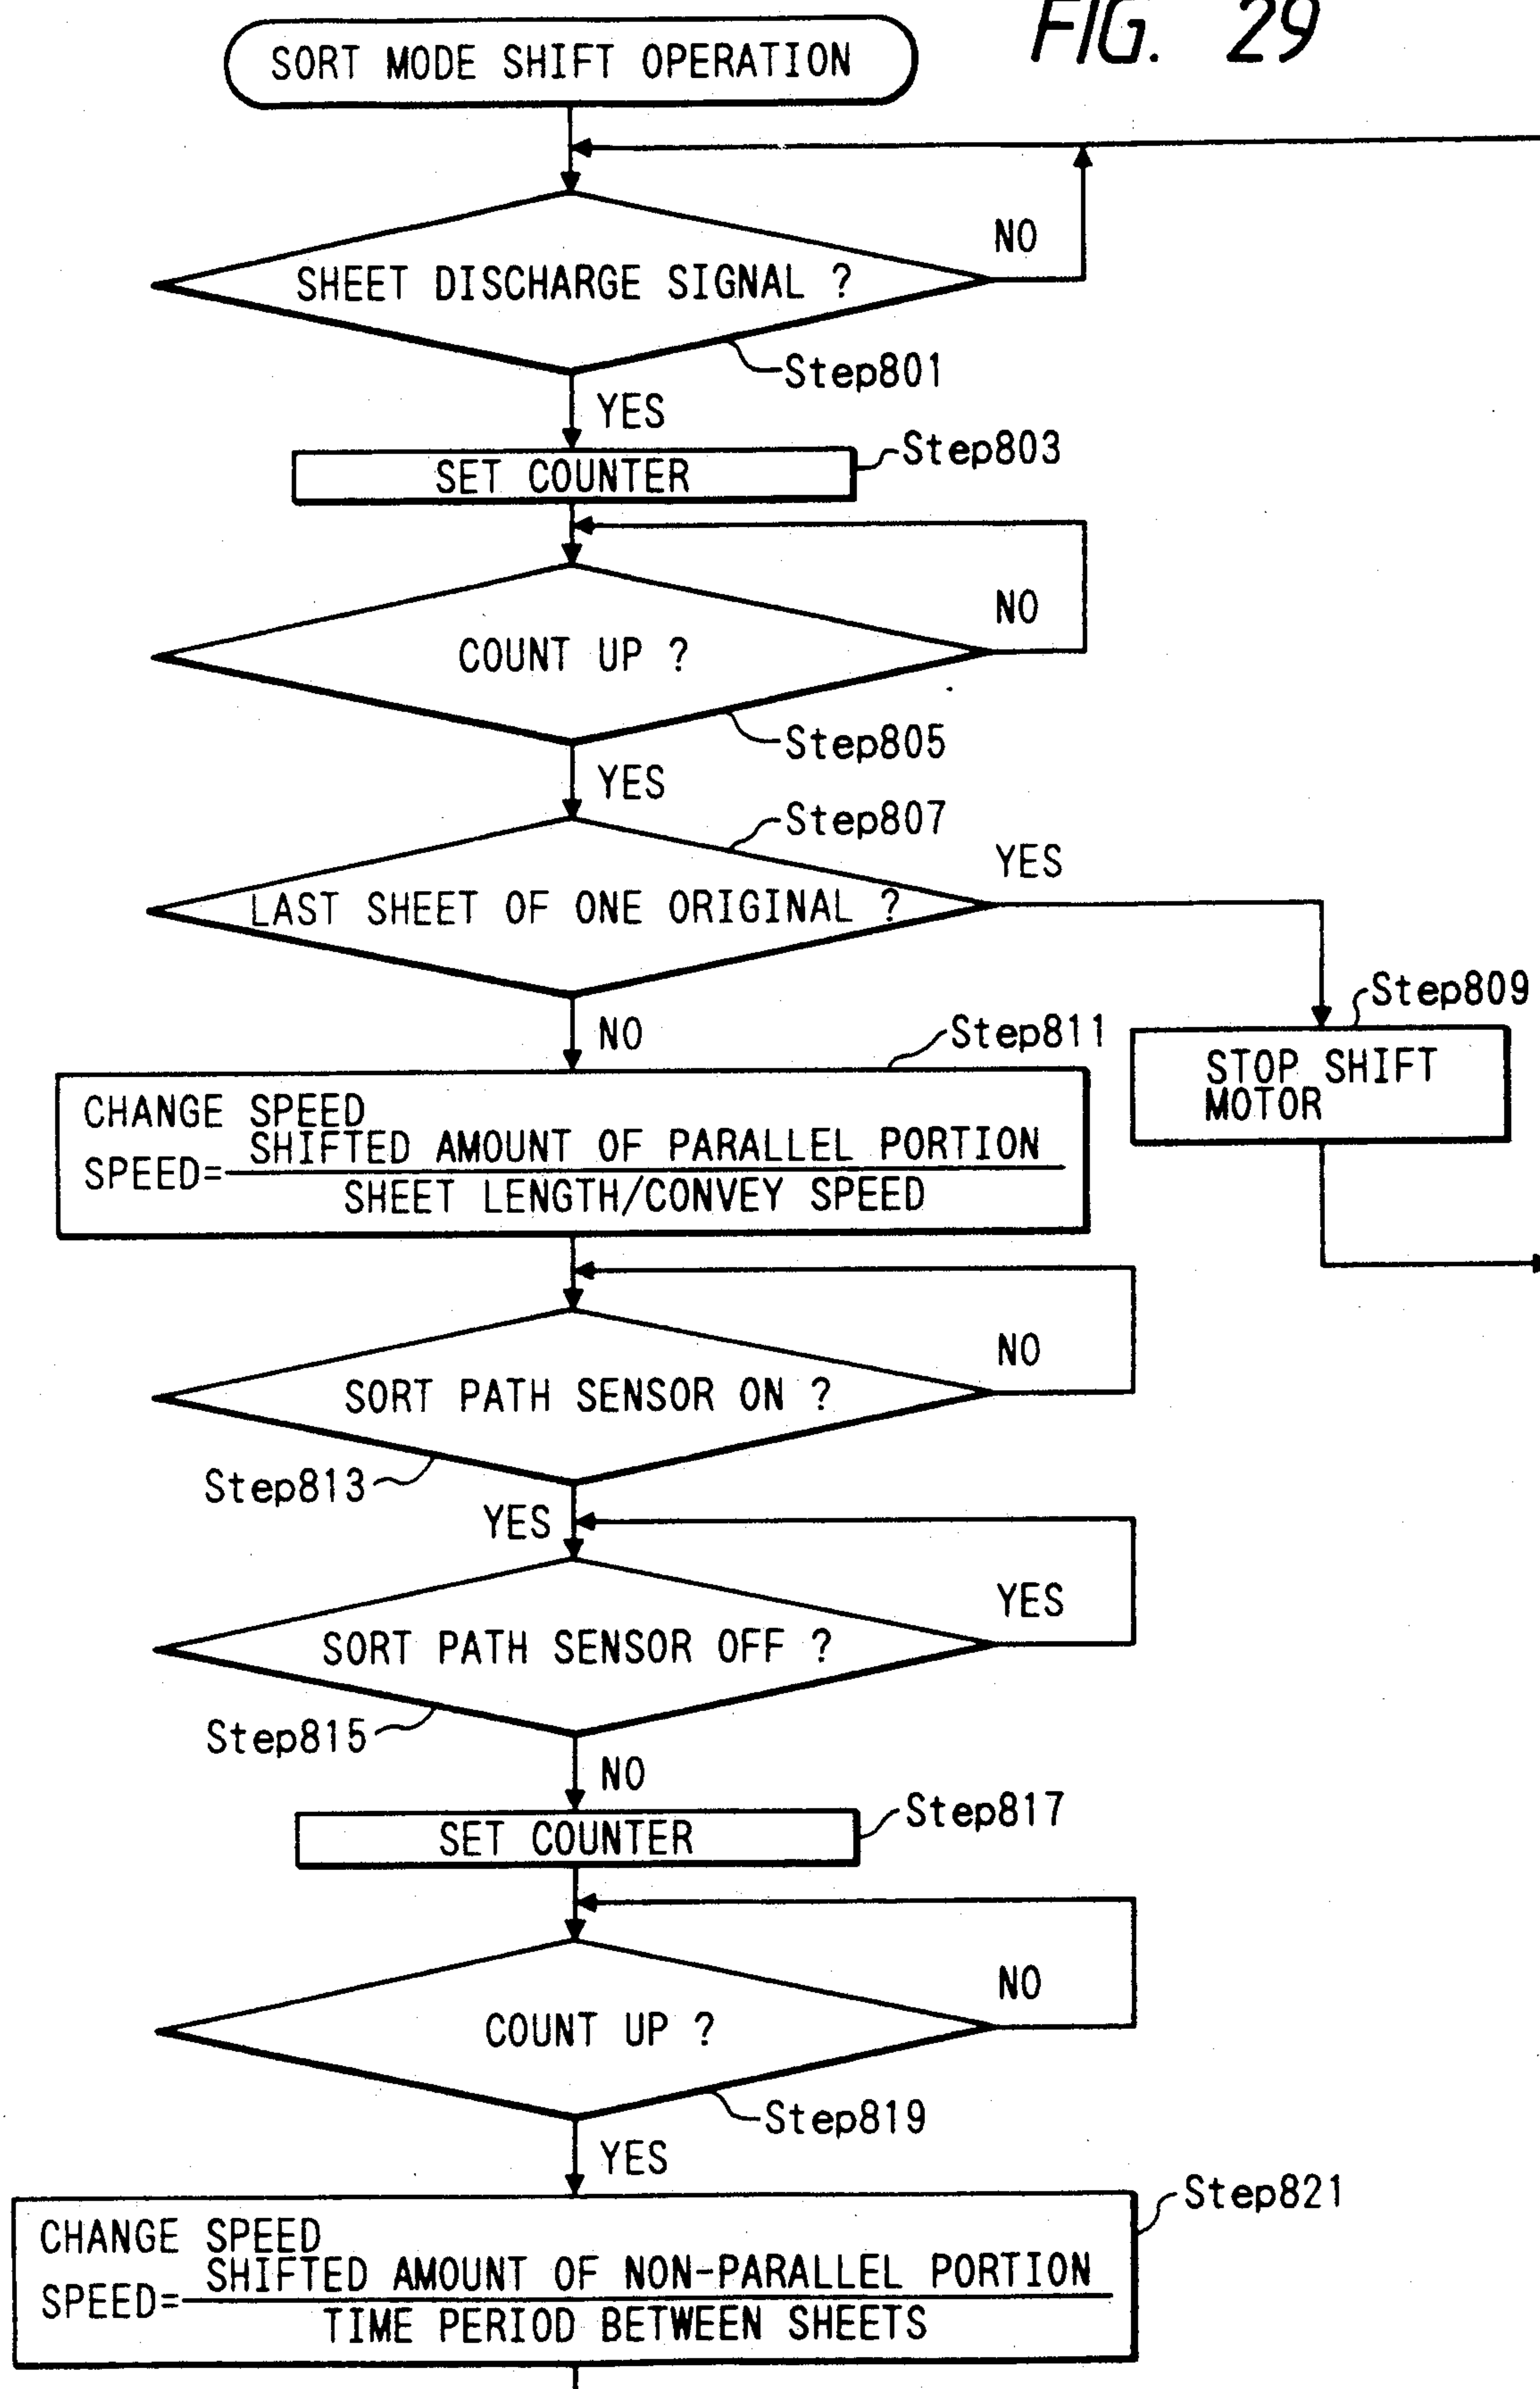 FIG. 29
SORT MODE SHIFT OPERATION
NO
SHEET DISCHARGE SIGNAL ?
Step801
YES
Step803
SET COUNTER
NO
COUNT UP ?
Step805
YES
Step807
YES
LAST SHEET OF ONE ORIGINAL ?
Step809
NO
Step811
STOP SHIFT
MOTOR
CHANGE SPEED
SHIFTED AMOUNT OF PARALLEL PORTION
SPEED=
SHEET LENGTH/CONVEY SPEED
NO
SORT PATH SENSOR ON ?
Step813
YES
YES
SORT PATH SENSOR OFF ?
Step815
NO
Step817
SET COUNTER
NO
COUNT UP ?
Step819
YES
Step821
CHANGE SPEED
SHIFTED AMOUNT OF NON-PARALLEL PORTION
SPEED=
TIME PERIOD BETWEEN SHEETS